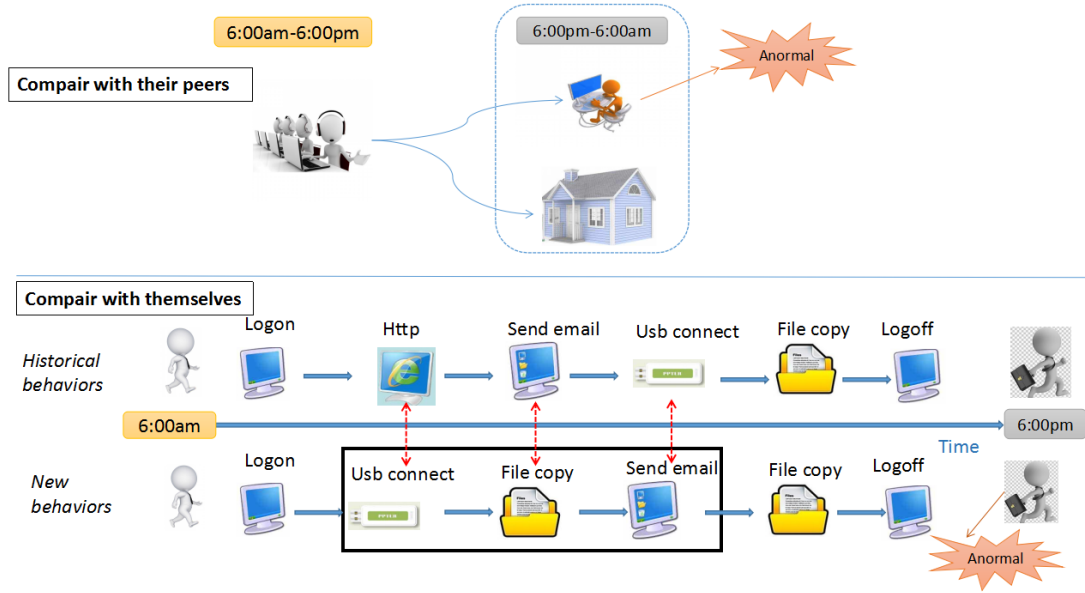 6:00am-6:00pm
6:00pm-6:00am
Anormal
Compair with their peers
Compair with themselves
Logon
Http
Send email
Usb connect
File copy
Logoff
Historical
behaviors
6:00am
6:00pm
Time
Logon
Usb connect
File copy
Send email
File copy
Logoff
New
behaviors
Anormal